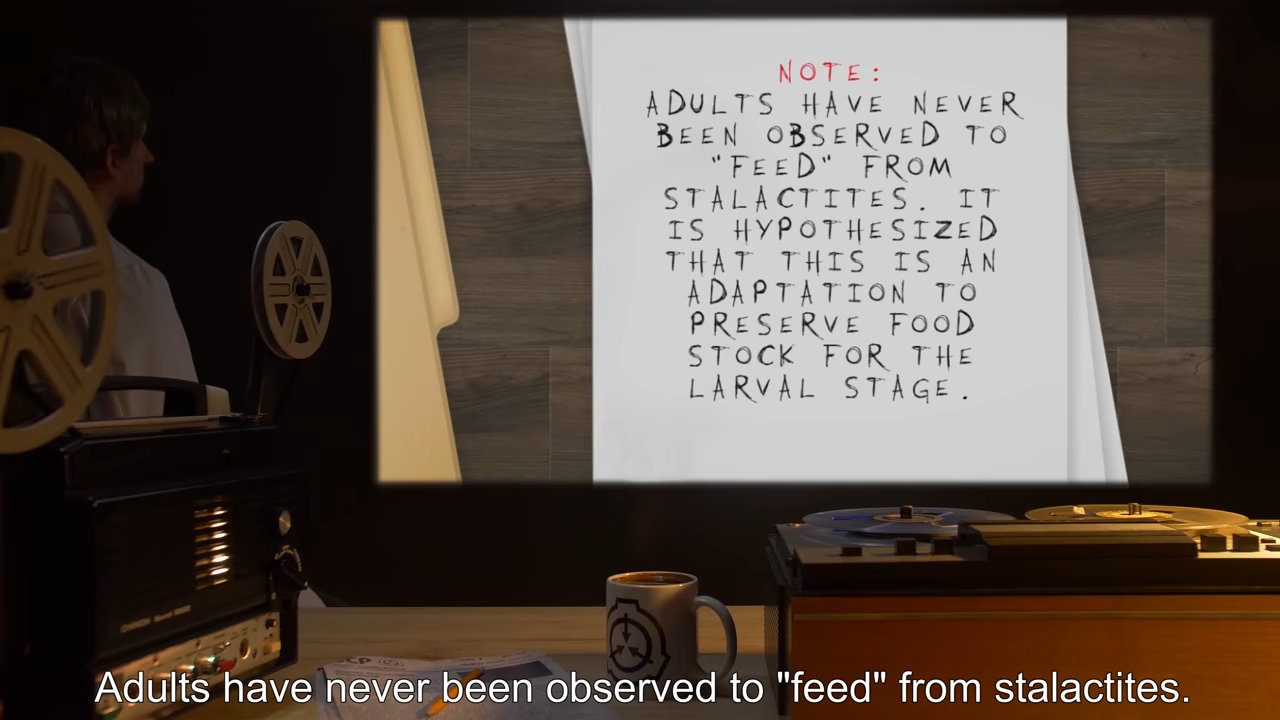 NOTE:
ADULTS HAVE NEVER
BEEN OBSERVED TO
"FEED" FROM
STALACTITES. IT
IS HYPOTHESIZED
THAT THIS IS AN
ADAPTATION TO
PRESERVE FOOD
STOCK FOR THE
LARVAL STAGE.
Adults have never been observed to "feed" from stalactites.